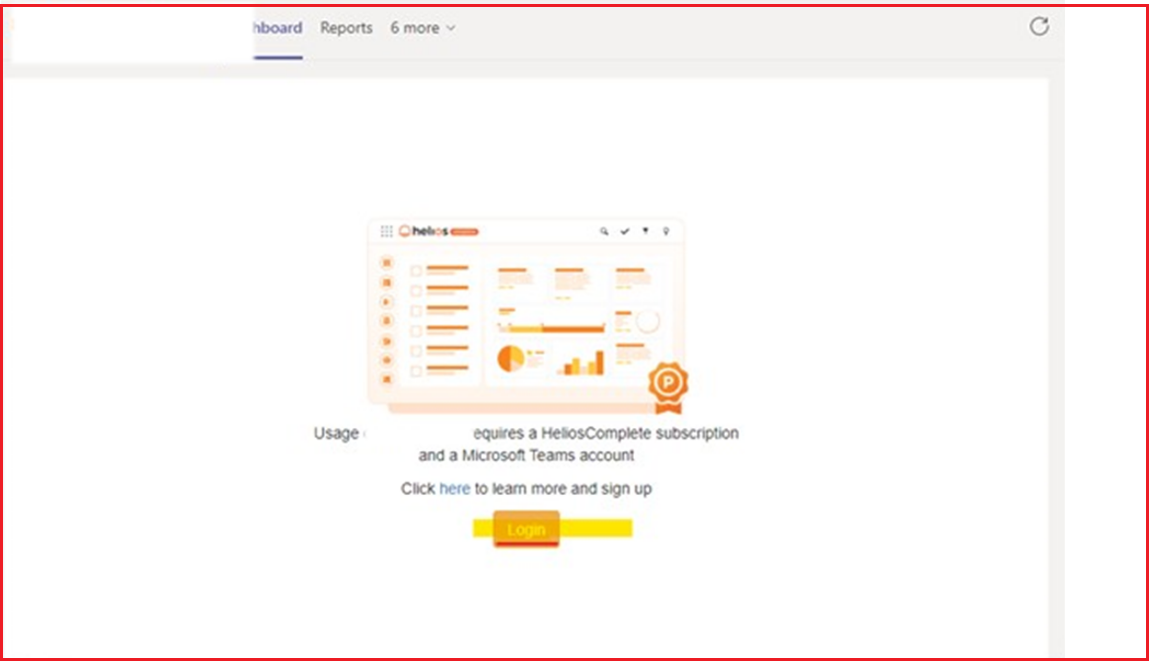 hboard Reports 6 more
helios
P
Usage equires a HeliosComplete subscription
and a Microsoft Teams account
Click here to learn more and sign up
Login